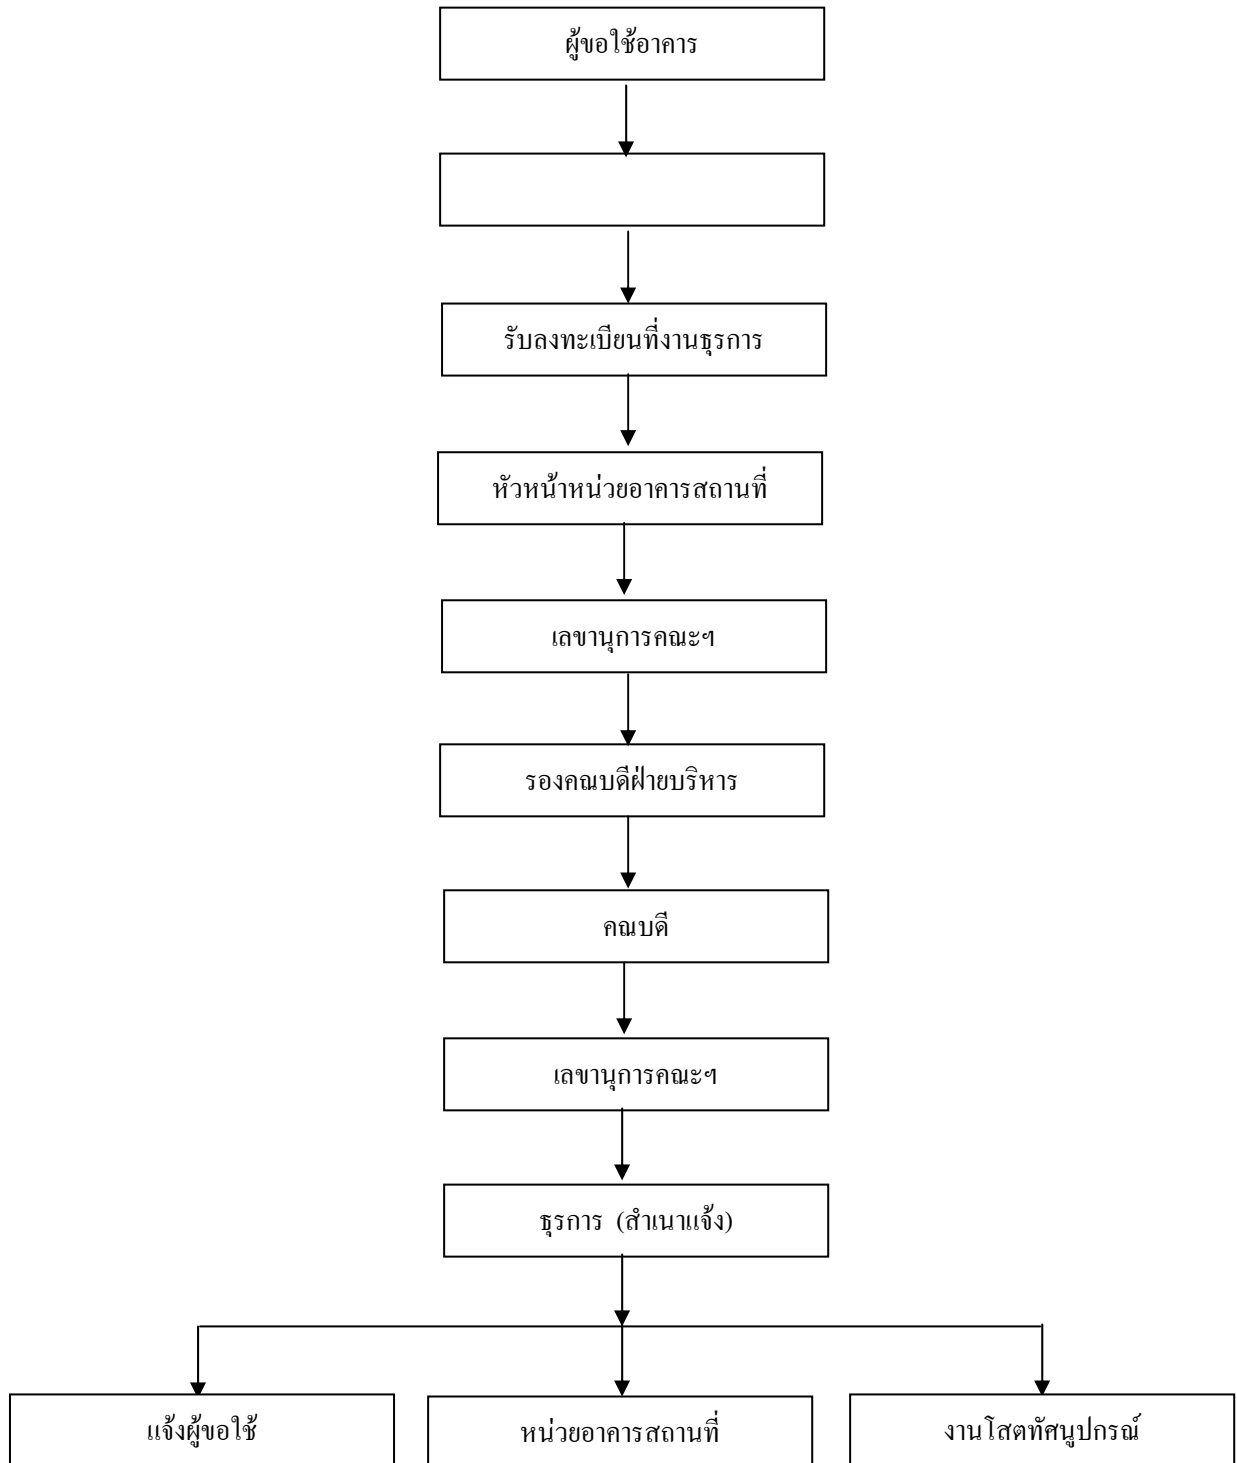 ผู้ขอใช้อาคาร
รับลงทะเบียนที่งานธุรการ
หัวหน้าหน่วยอาคารสถานที่
เลขานุการคณะฯ
รองคณบดีฝ่ายบริหาร
คณบดี
เลขานุการคณะฯ
ธุรการ (สำเนาแจ้ง)
แจ้งผู้ขอใช้
หน่วยอาคารสถานที่
งานโสตทัศนูปกรณ์